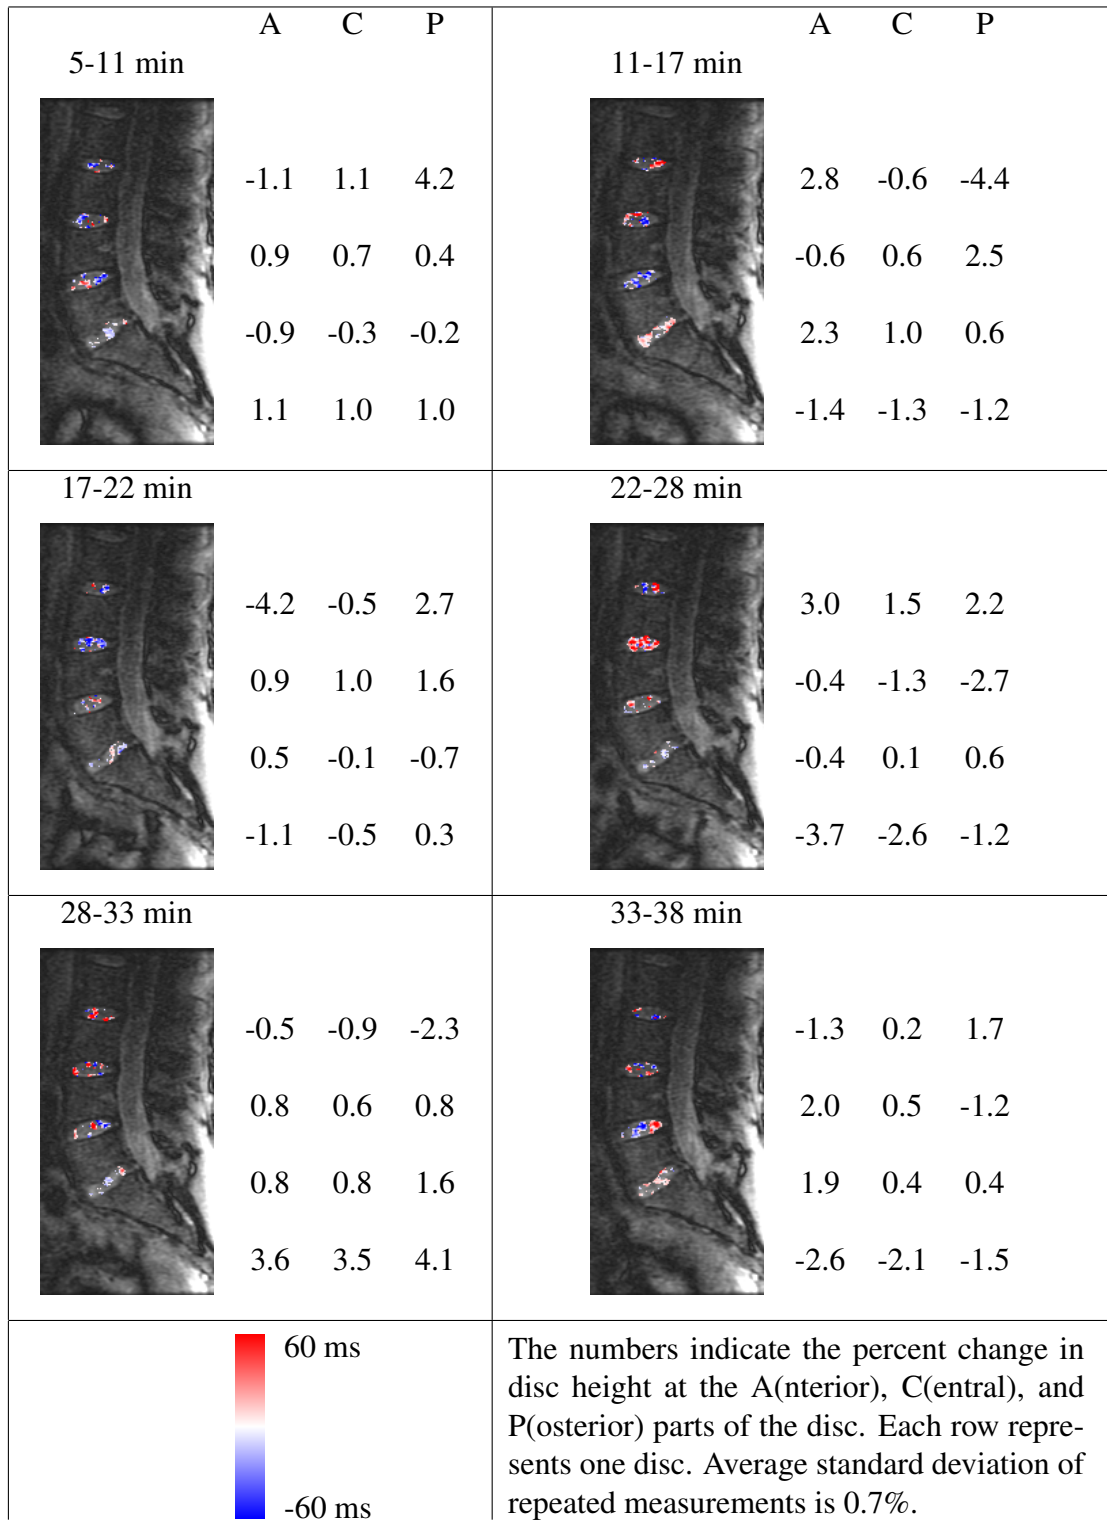 A C P
5-11 min
-1.1 1.1 4.2
0.9 0.7 0.4
-0.9 -0.3 -0.2
1.1 1.0 1.0
A C P
11-17 min
2.8 -0.6 -4.4
-0.6 0.6 2.5
2.3 1.0 0.6
-1.4 -1.3 -1.2
17-22 min
-4.2 -0.5 2.7
0.9 1.0 1.6
0.5 -0.1 -0.7
-1.1 -0.5 0.3
22-28 min
3.0 1.5 2.2
-0.4 -1.3 -2.7
-0.4 0.1 0.6
-3.7 -2.6 -1.2
28-33 min
-0.5 -0.9 -2.3
0.8 0.6 0.8
0.8 0.8 1.6
3.6 3.5 4.1
33-38 min
-1.3 0.2 1.7
2.0 0.5 -1.2
1.9 0.4 0.4
-2.6 -2.1 -1.5
60 ms
-60 ms
The numbers indicate the percent change in
disc height at the A(nterior), C(entral), and
P(osterior) parts of the disc. Each row repre-
sents one disc. Average standard deviation of
repeated measurements is 0.7%.